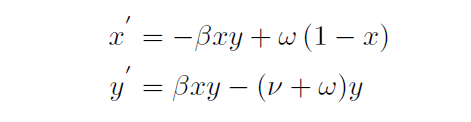 x′ = −βxy + ω (1 − x)
y′ = βxy − (ν + ω)y